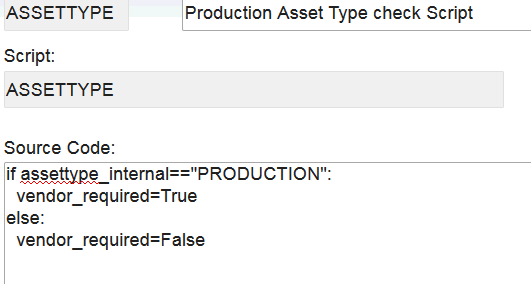 ASSETTYPE Production Asset Type check Script
Script:
ASSETTYPE
Source Code:
if assettype_internal=="PRODUCTION":
  vendor_required=True
else:
  vendor_required=False